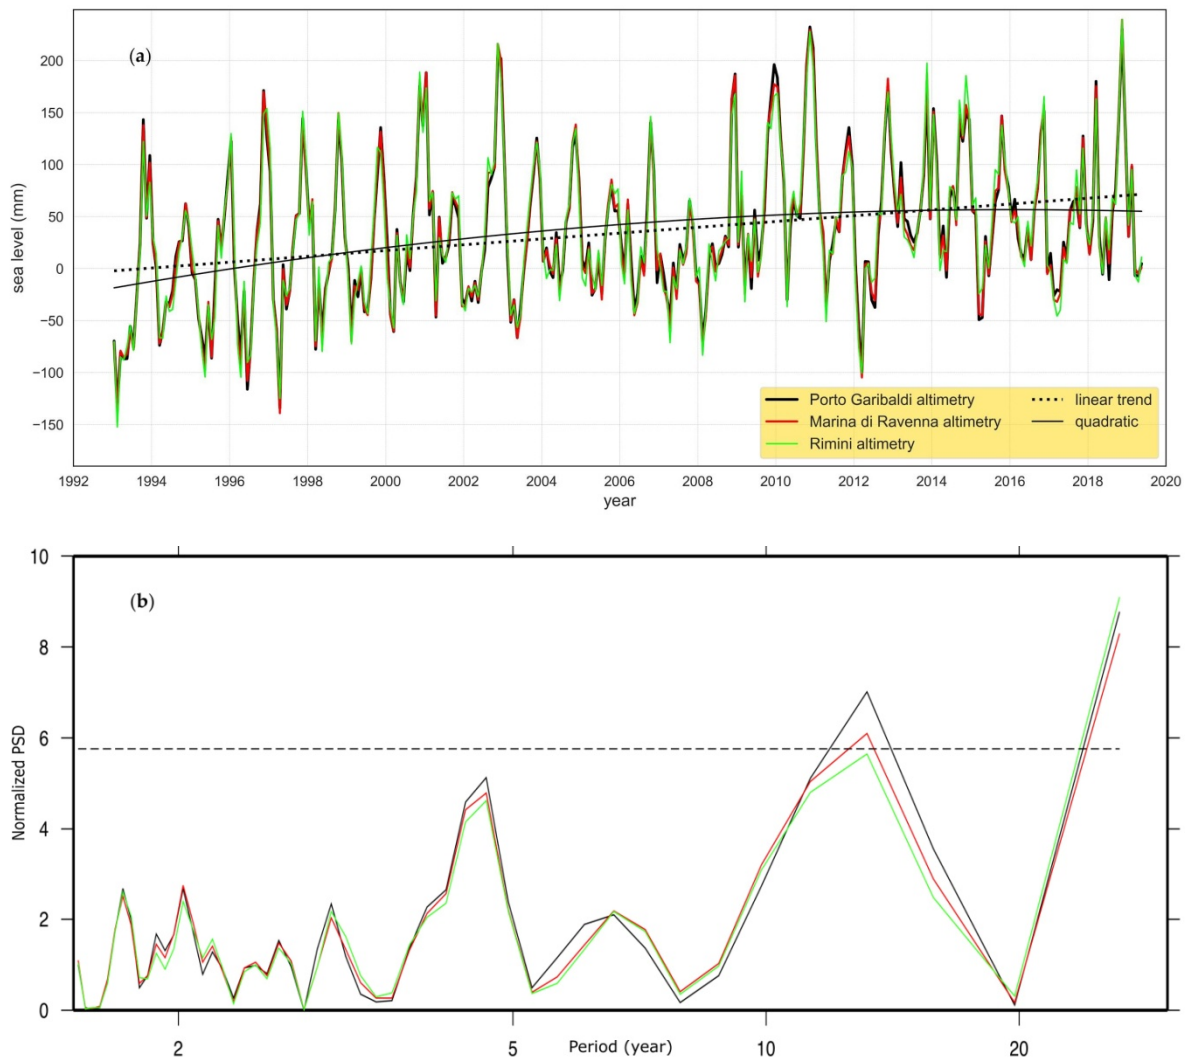 (a)
sea level (mm)
200
150
100
50
0
−50
−100
−150
Porto Garibaldi altimetry
Marina di Ravenna altimetry
Rimini altimetry
linear trend
quadratic
1992 1994 1996 1998 2000 2002 2004 2006 2008 2010 2012 2014 2016 2018 2020
year
(b)
Normalized PSD
10
8
6
4
2
0
2 5 10 20
Period (year)